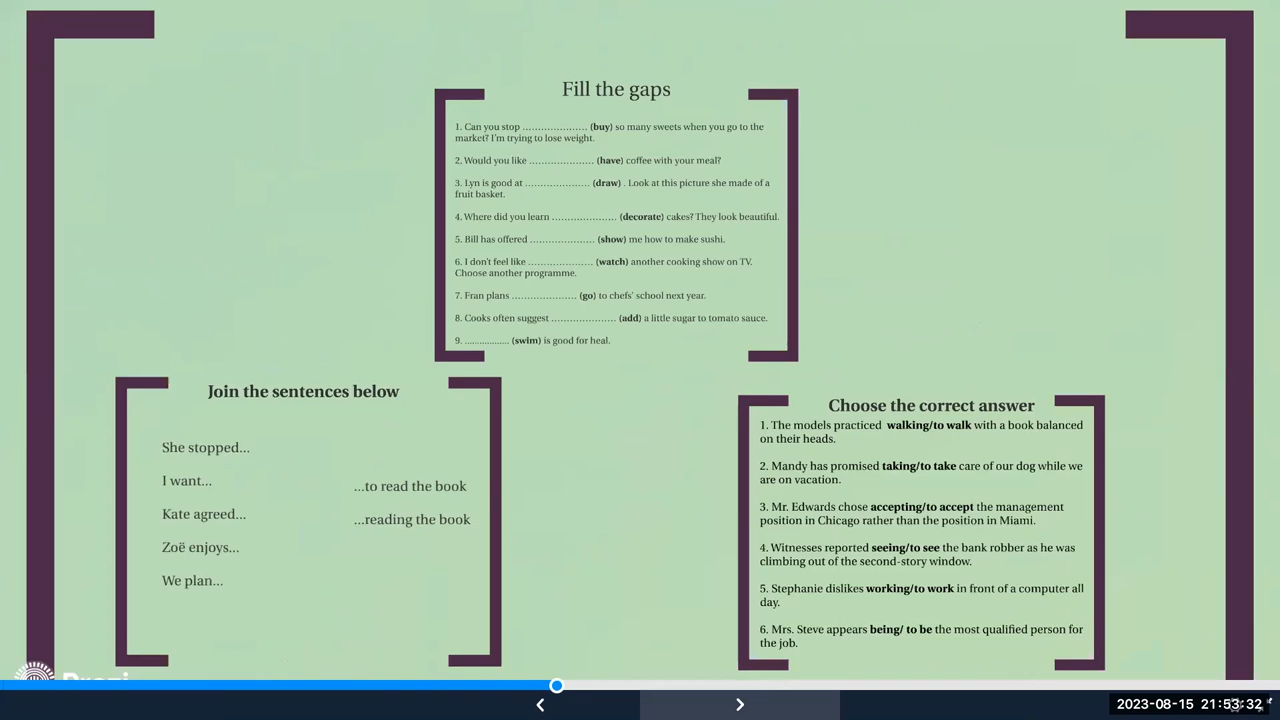 Fill the gaps
1. Can you stop ………………… (buy) so many sweets when you go to the
market? I'm trying to lose weight.
2. Would you like ………………… (have) coffee with your meal?
3. Lyn is good at ………………… (draw) . Look at this picture she made of a
fruit basket.
4. Where did you learn ………………… (decorate) cakes? They look beautiful.
5. Bill has offered ………………… (show) me how to make sushi.
6. I don't feel like ………………… (watch) another cooking show on TV.
Choose another programme.
7. Fran plans ………………… (go) to chefs' school next year.
8. Cooks often suggest ………………… (add) a little sugar to tomato sauce.
9. .................. (swim) is good for heal.
Join the sentences below
She stopped...
I want...
Kate agreed...
Zoë enjoys...
We plan...
...to read the book
...reading the book
Choose the correct answer
1. The models practiced walking/to walk with a book balanced
on their heads.
2. Mandy has promised taking/to take care of our dog while we
are on vacation.
3. Mr. Edwards chose accepting/to accept the management
position in Chicago rather than the position in Miami.
4. Witnesses reported seeing/to see the bank robber as he was
climbing out of the second-story window.
5. Stephanie dislikes working/to work in front of a computer all
day.
6. Mrs. Steve appears being/ to be the most qualified person for
the job.
Prezi
2023-08-15 21:53:32